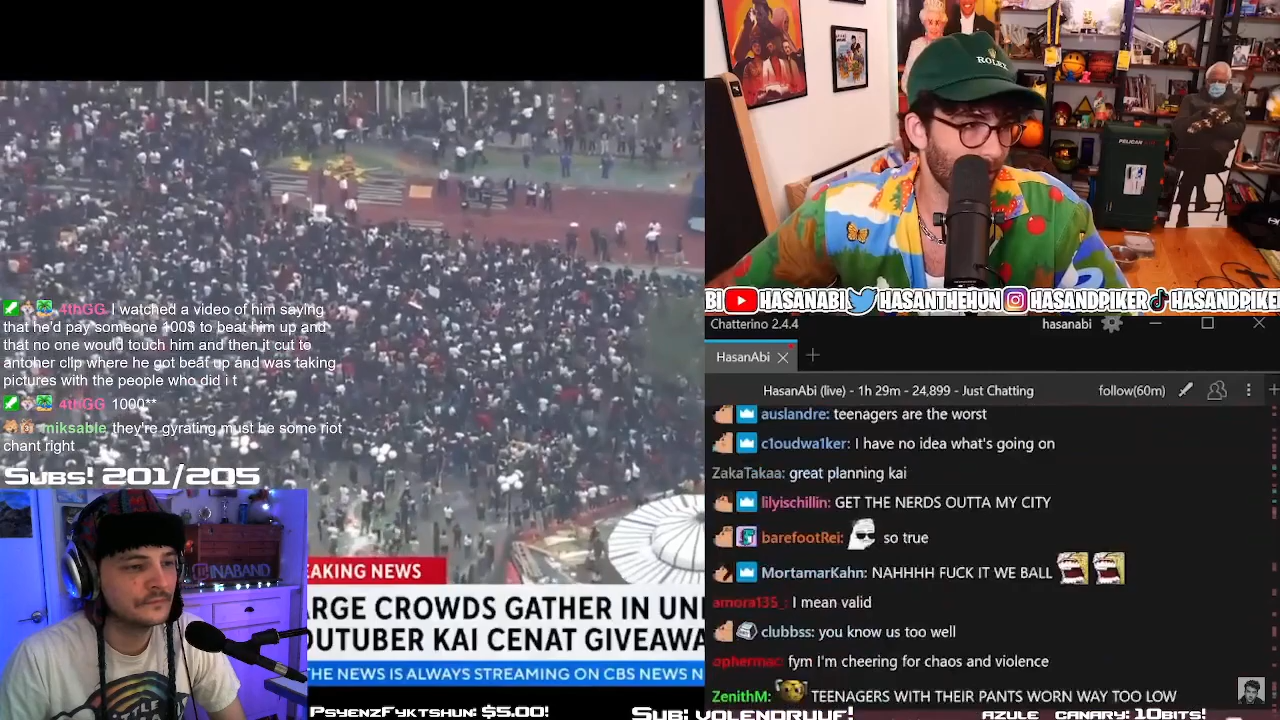 ROLEX
PELICAN
BI HASANABI HASANTHEHUN HASANDPIKER HASANDPIKE
Chatterino 2.4.4
hasanabi
HasanAbi
HasanAbi (live) - 1h 29m - 24,899 - Just Chatting
follow(60m)
auslandre: teenagers are the worst
c1oudwa1ker: I have no idea what's going on
ZakaTakaa: great planning kai
lilyischillin: GET THE NERDS OUTTA MY CITY
barefootRei: so true
MortamarKahn: NAHHHH FUCK IT WE BALL
amora135_: I mean valid
clubbss: you know us too well
ophermac: fym I'm cheering for chaos and violence
ZenithM: TEENAGERS WITH THEIR PANTS WORN WAY TOO LOW
4thGG: I watched a video of him saying
that he'd pay someone 100$ to beat him up and
that no one would touch him and then it cut to
antoher clip where he got beat up and was taking
pictures with the people who did i t
4thGG: 1000**
miksable: they're gyrating must be some riot
chant right
Subs! 201/205
INABAND
EAKING NEWS
ARGE CROWDS GATHER IN UNI
OUTUBER KAI CENAT GIVEAWA
THE NEWS IS ALWAYS STREAMING ON CBS NEWS N
PsyenzFyktshun: $5.00!
Sub: volendruuf!
azule_canary: 10bits!